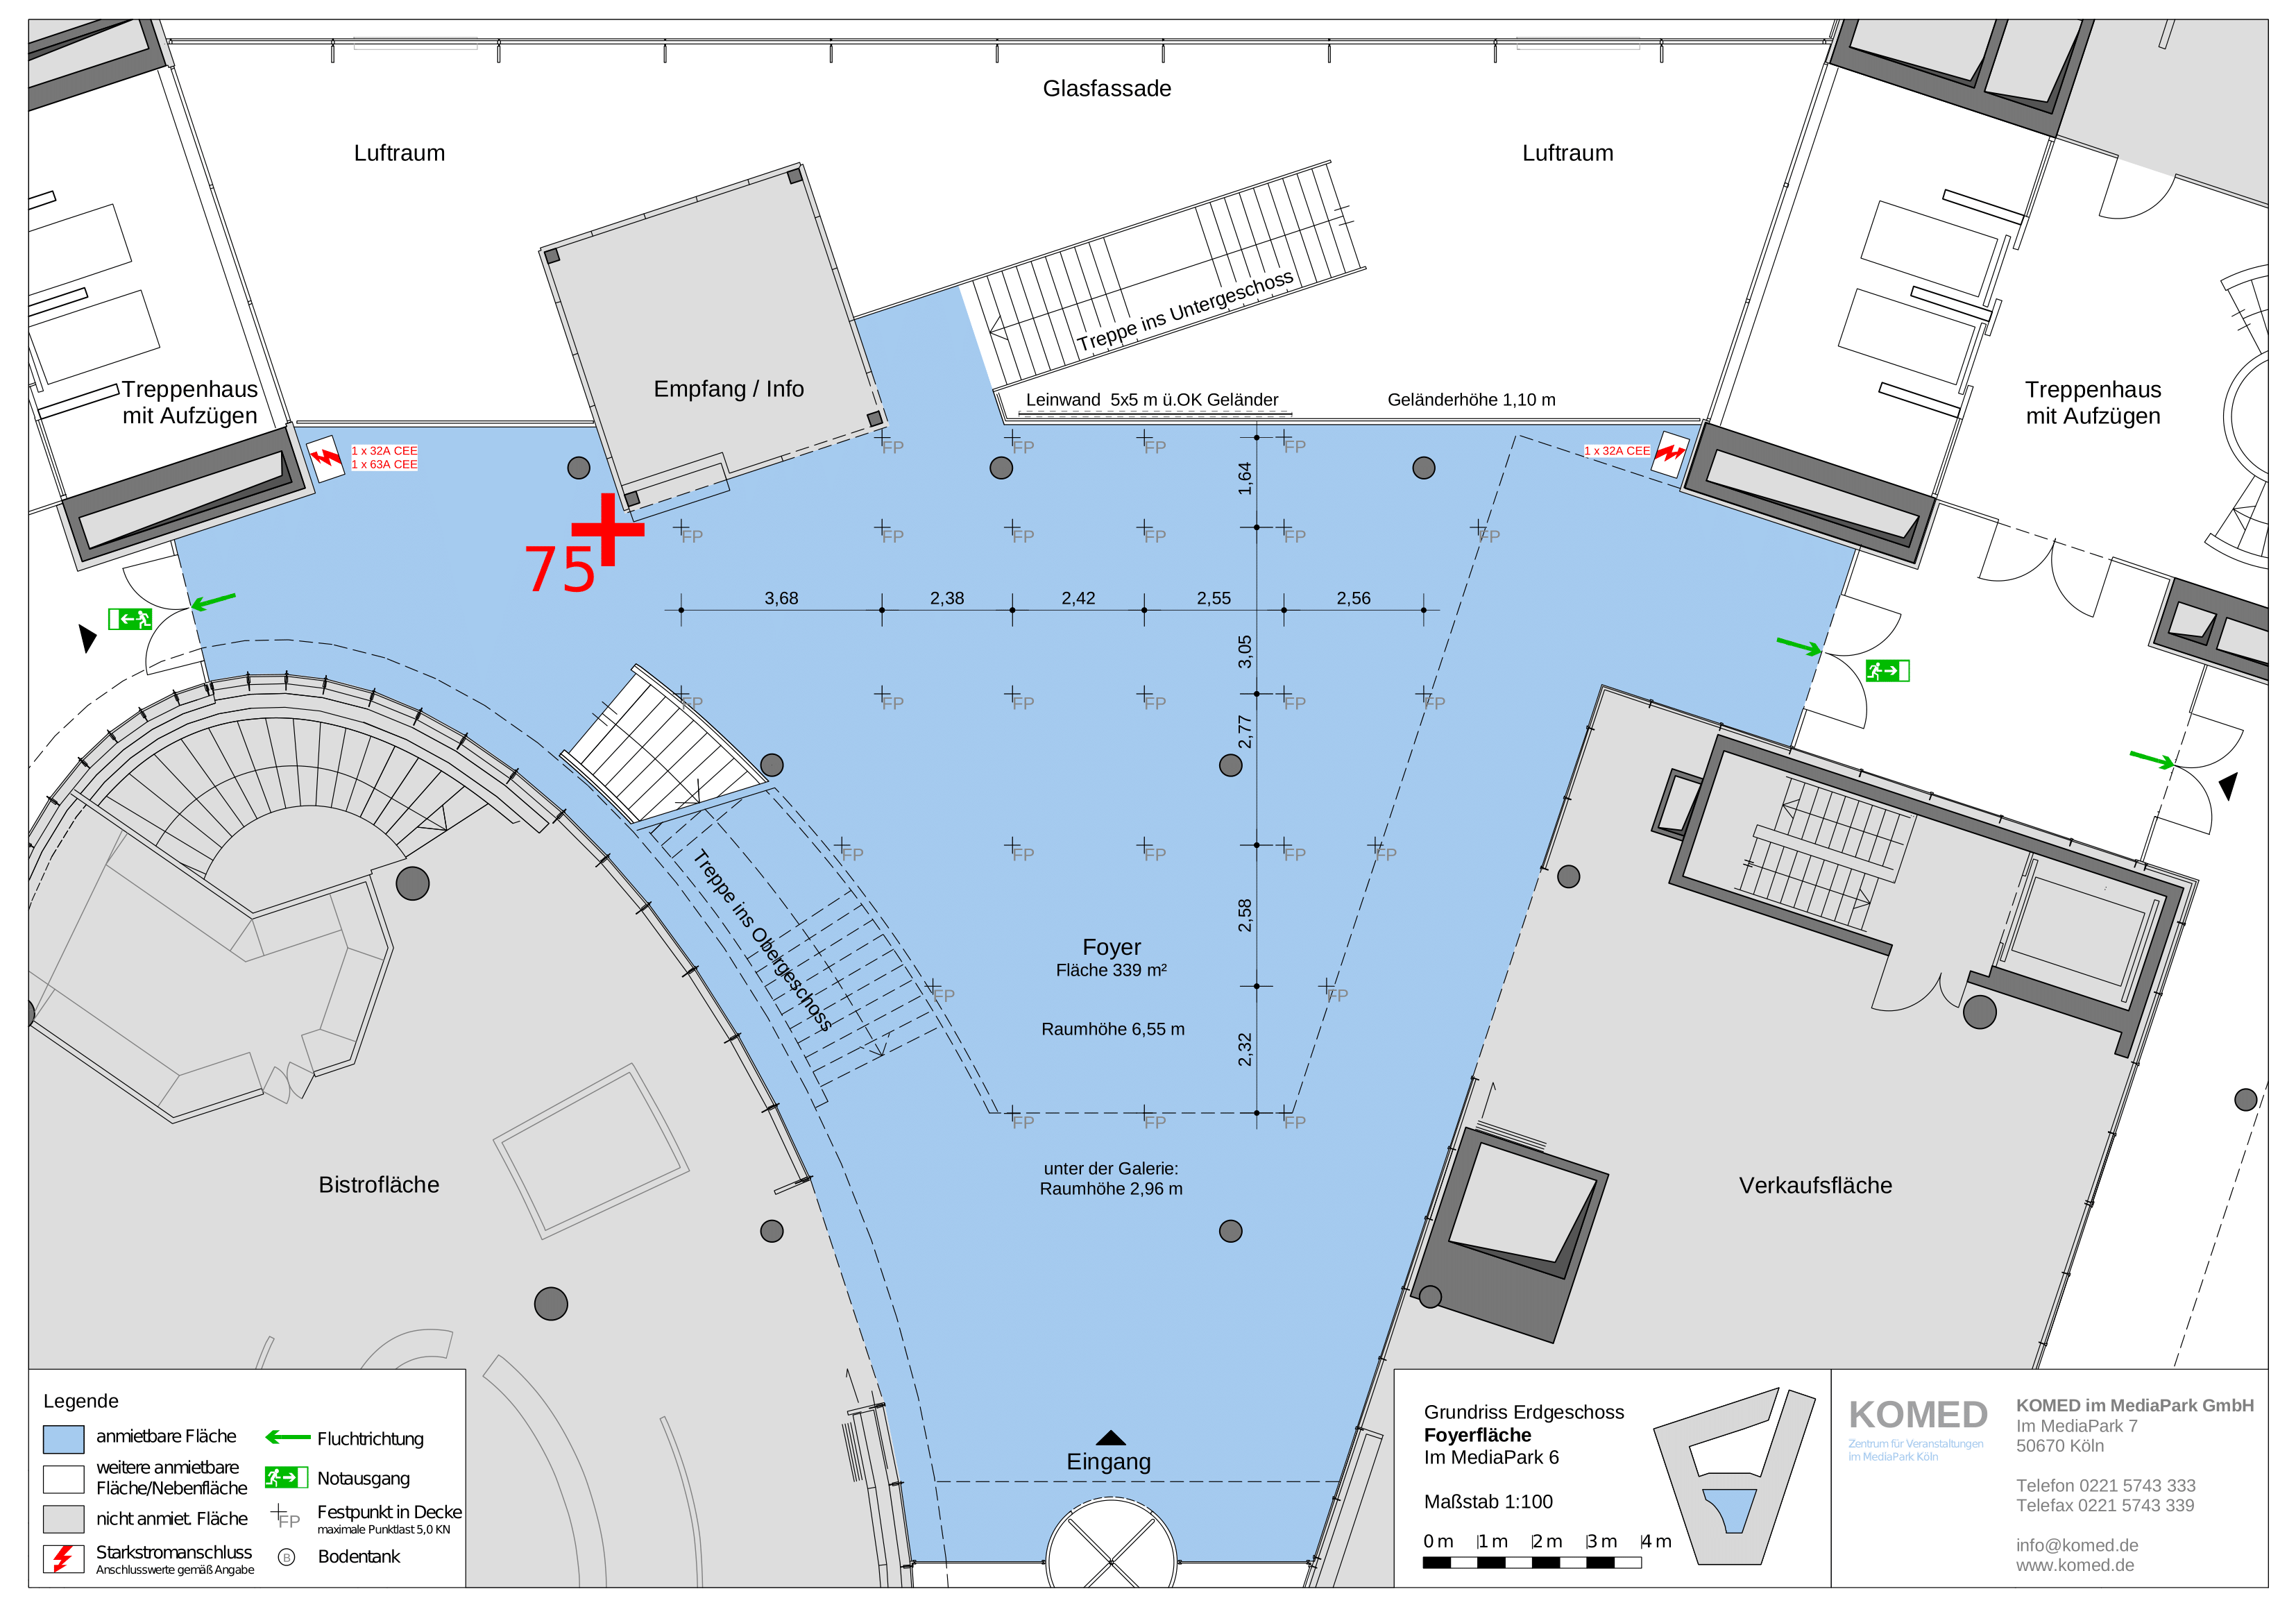 Glasfassade
Luftraum
Luftraum
Treppe ins Untergeschoss
Treppenhaus
mit Aufzügen
Empfang / Info
Leinwand 5x5 m ü.OK Geländer
Geländerhöhe 1,10 m
Treppenhaus
mit Aufzügen
1 x 32A CEE
1 x 63A CEE
1 x 32A CEE
FP
FP
FP
FP
1,64
75
FP
FP
FP
FP
FP
FP
3,68
2,38
2,42
2,55
2,56
3,05
FP
FP
FP
FP
FP
FP
2,77
FP
FP
FP
FP
FP
Treppe ins Obergeschoss
2,58
Foyer
Fläche 339 m²
FP
FP
Raumhöhe 6,55 m
2,32
FP
FP
FP
unter der Galerie:
Raumhöhe 2,96 m
Bistrofläche
Verkaufsfläche
Eingang
Legende
anmietbare Fläche
weitere anmietbare
Fläche/Nebenfläche
nicht anmiet. Fläche
Starkstromanschluss
Anschlusswerte gemäß Angabe
Fluchtrichtung
Notausgang
FP
Festpunkt in Decke
maximale Punktlast 5,0 KN
B
Bodentank
Grundriss Erdgeschoss
Foyerfläche
Im MediaPark 6
Maßstab 1:100
0 m 1 m 2 m 3 m 4 m
KOMED
Zentrum für Veranstaltungen
im MediaPark Köln
KOMED im MediaPark GmbH
Im MediaPark 7
50670 Köln
Telefon 0221 5743 333
Telefax 0221 5743 339
info@komed.de
www.komed.de